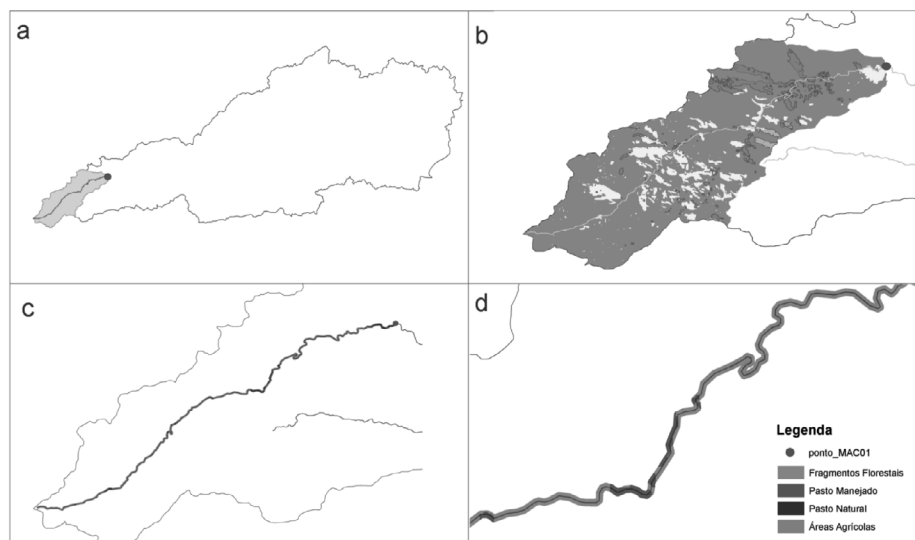 a
b
c
d
Legenda
ponto_MAC01
Fragmentos Florestais
Pasto Manejado
Pasto Natural
Áreas Agrícolas